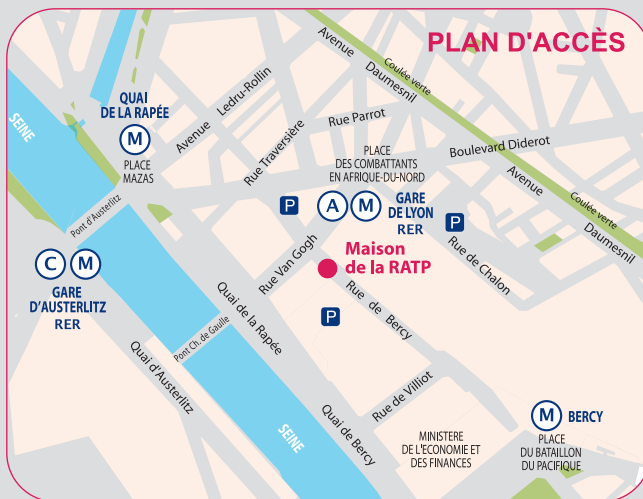 PLAN D'ACCÈS
Avenue
Daumesnil
Coulée verte
QUAI
DE LA RAPÉE
M
PLACE
MAZAS
SEINE
Avenue
Ledru-Rollin
Rue Traversière
Rue Parrot
Boulevard Diderot
PLACE
DES COMBATTANTS
EN AFRIQUE-DU-NORD
P
A M
GARE
DE LYON
RER
P
Avenue
Daumesnil
Coulée verte
Pont d'Austerlitz
C M
GARE
D'AUSTERLITZ
RER
Rue Van Gogh
Maison
de la RATP
Rue de Chalon
P
Rue de Bercy
Quai de la Rapée
Pont Ch. de Gaulle
Quai d'Austerlitz
SEINE
Quai de Bercy
Rue de Villiot
MINISTERE
DE L'ECONOMIE ET
DES FINANCES
M BERCY
PLACE
DU BATAILLON
DU PACIFIQUE